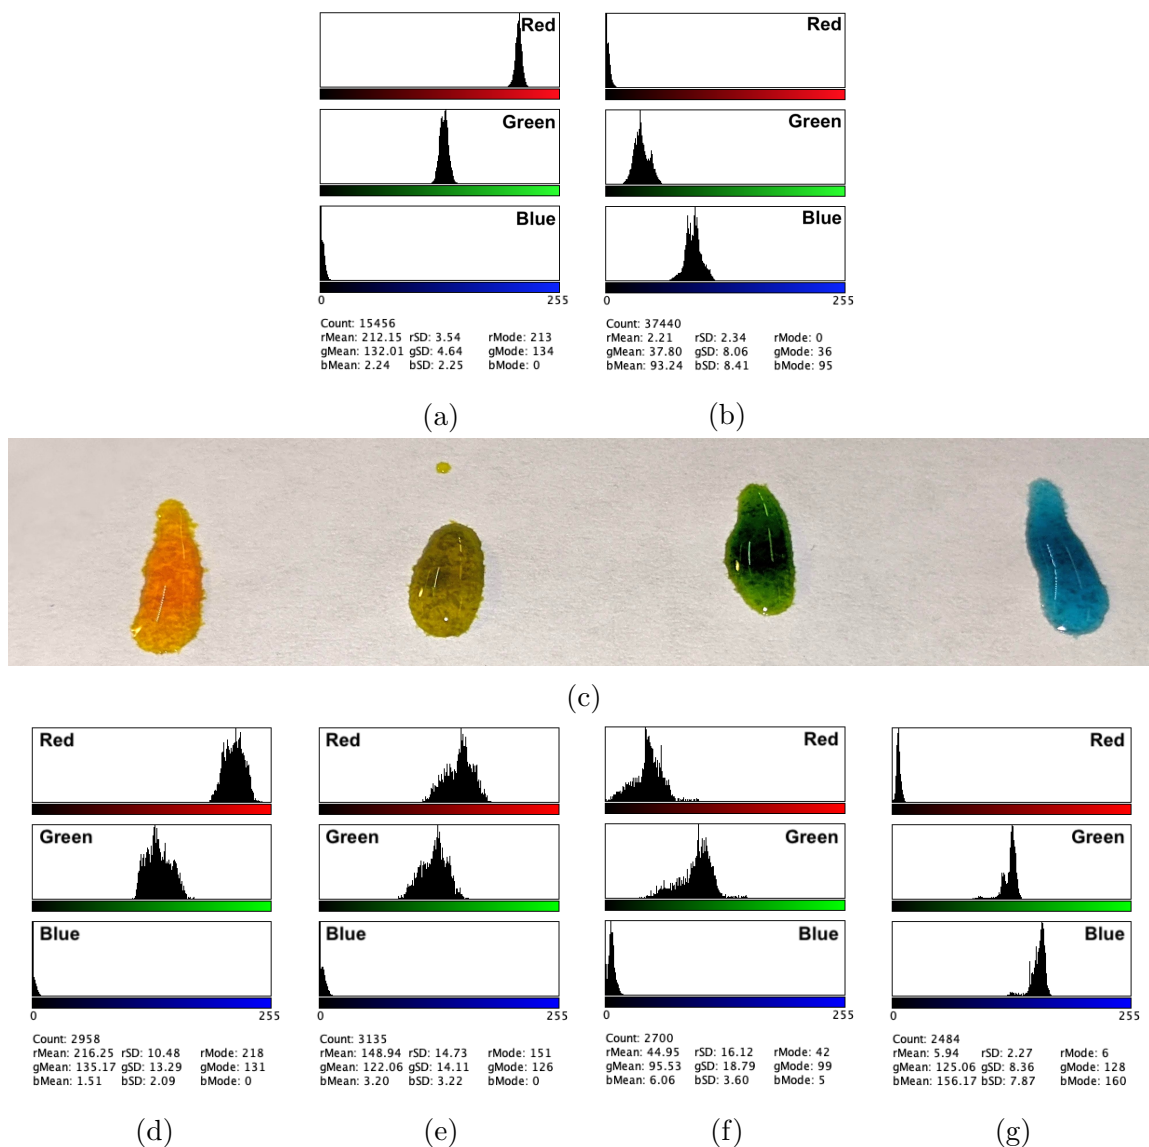 Red
Green
Blue
0 255
Count: 15456
rMean: 212.15 rSD: 3.54 rMode: 213
gMean: 132.01 gSD: 4.64 gMode: 134
bMean: 2.24 bSD: 2.25 bMode: 0
(a)
Red
Green
Blue
0 255
Count: 37440
rMean: 2.21 rSD: 2.34 rMode: 0
gMean: 37.80 gSD: 8.06 gMode: 36
bMean: 93.24 bSD: 8.41 bMode: 95
(b)
(c)
Red
Green
Blue
0 255
Count: 2958
rMean: 216.25 rSD: 10.48 rMode: 218
gMean: 135.17 gSD: 13.29 gMode: 131
bMean: 1.51 bSD: 2.09 bMode: 0
(d)
Red
Green
Blue
Count: 3135
rMean: 148.94 rSD: 14.73 rMode: 151
gMean: 122.06 gSD: 14.11 gMode: 126
bMean: 3.20 bSD: 3.22 bMode: 0
(e)
Red
Green
Blue
0 255
Count: 2700
rMean: 44.95 rSD: 16.12 rMode: 42
gMean: 95.53 gSD: 18.79 gMode: 99
bMean: 6.06 bSD: 3.60 bMode: 5
(f)
Red
Green
Blue
0 255
Count: 2484
rMean: 5.94 rSD: 2.27 rMode: 6
gMean: 125.06 gSD: 8.36 gMode: 128
bMean: 156.17 bSD: 7.87 bMode: 160
(g)